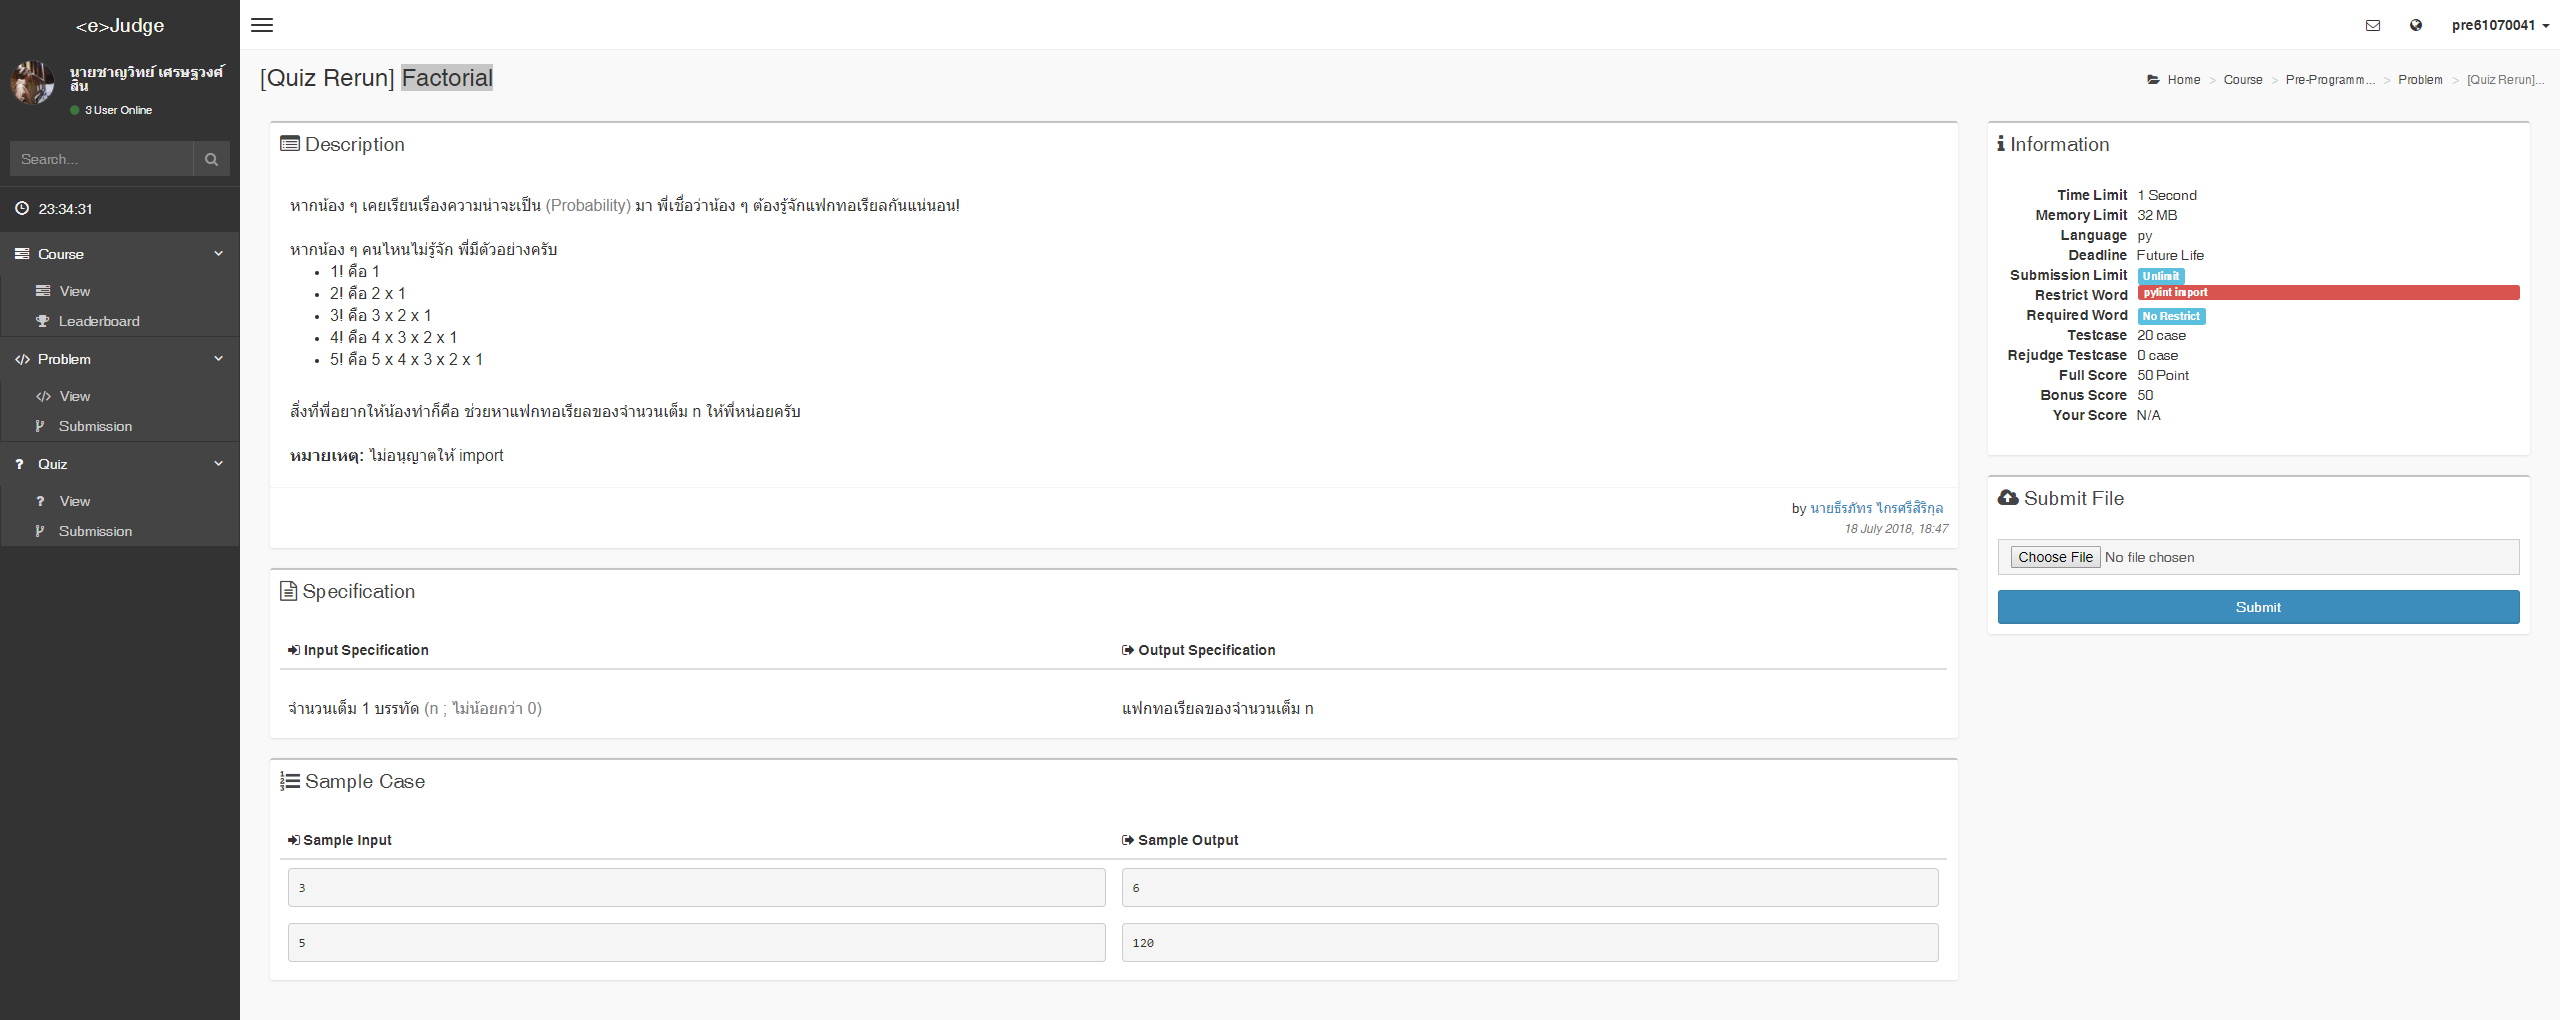 <e>Judge
pre61070041
นายชาญวิทย์ เศรษฐวงศ์
สิน
3 User Online
Search...
23:34:31
Course
View
Leaderboard
Problem
View
Submission
Quiz
View
Submission
[Quiz Rerun] Factorial
Home > Course > Pre-Programm... > Problem > [Quiz Rerun]...
Description
หากน้อง ๆ เคยเรียนเรื่องความน่าจะเป็น (Probability) มา พี่เชื่อว่าน้อง ๆ ต้องรู้จักแฟกทอเรียลกันแน่นอน!
หากน้อง ๆ คนไหนไม่รู้จัก พี่มีตัวอย่างครับ
• 1! คือ 1
• 2! คือ 2 x 1
• 3! คือ 3 x 2 x 1
• 4! คือ 4 x 3 x 2 x 1
• 5! คือ 5 x 4 x 3 x 2 x 1
สิ่งที่พี่อยากให้น้องทำก็คือ ช่วยหาแฟกทอเรียลของจำนวนเต็ม n ให้พี่หน่อยครับ
หมายเหตุ: ไม่อนุญาตให้ import
by นายธีรภัทร ไกรศรีสิริกุล
18 July 2018, 18:47
Specification
Input Specification
Output Specification
จำนวนเต็ม 1 บรรทัด (n ; ไม่น้อยกว่า 0)
แฟกทอเรียลของจำนวนเต็ม n
Sample Case
Sample Input
Sample Output
3
6
5
120
Information
Time Limit 1 Second
Memory Limit 32 MB
Language py
Deadline Future Life
Submission Limit Unlimit
Restrict Word pylint import
Required Word No Restrict
Testcase 20 case
Rejudge Testcase 0 case
Full Score 50 Point
Bonus Score 50
Your Score N/A
Submit File
Choose File No file chosen
Submit